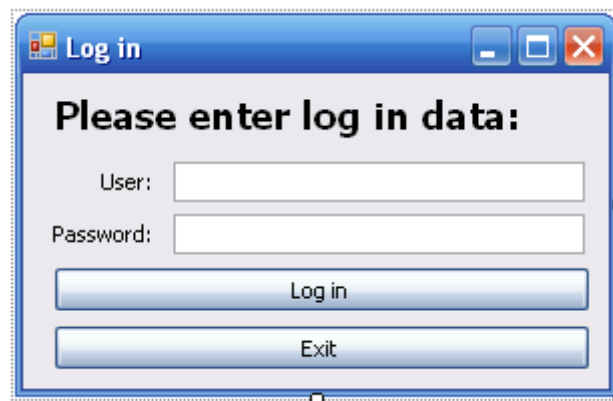 Log in
Please enter log in data:
User:
Password:
Log in
Exit